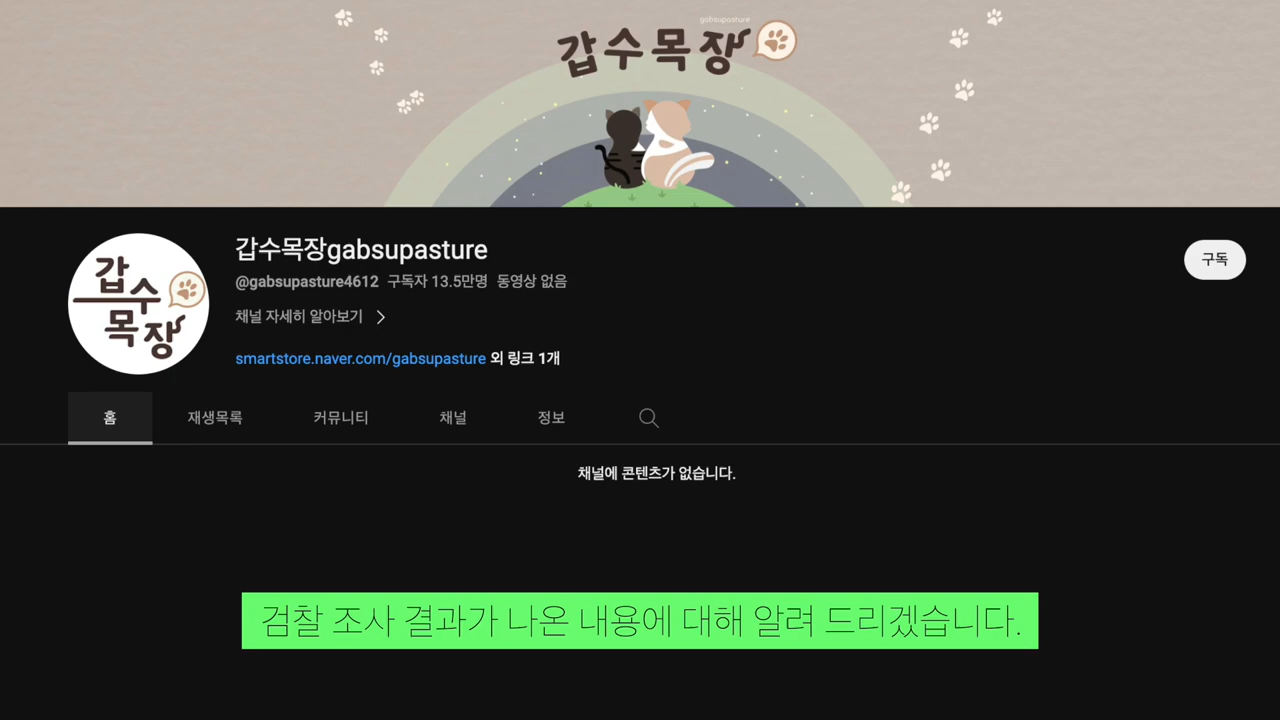 gabsupasture
갑수목장
갑수목장
갑수목장gabsupasture
@gabsupasture4612 구독자 13.5만명 동영상 없음
구독
채널 자세히 알아보기
smartstore.naver.com/gabsupasture 외 링크 1개
홈 재생목록 커뮤니티 채널 정보
채널에 콘텐츠가 없습니다.
검찰 조사 결과가 나온 내용에 대해 알려 드리겠습니다.